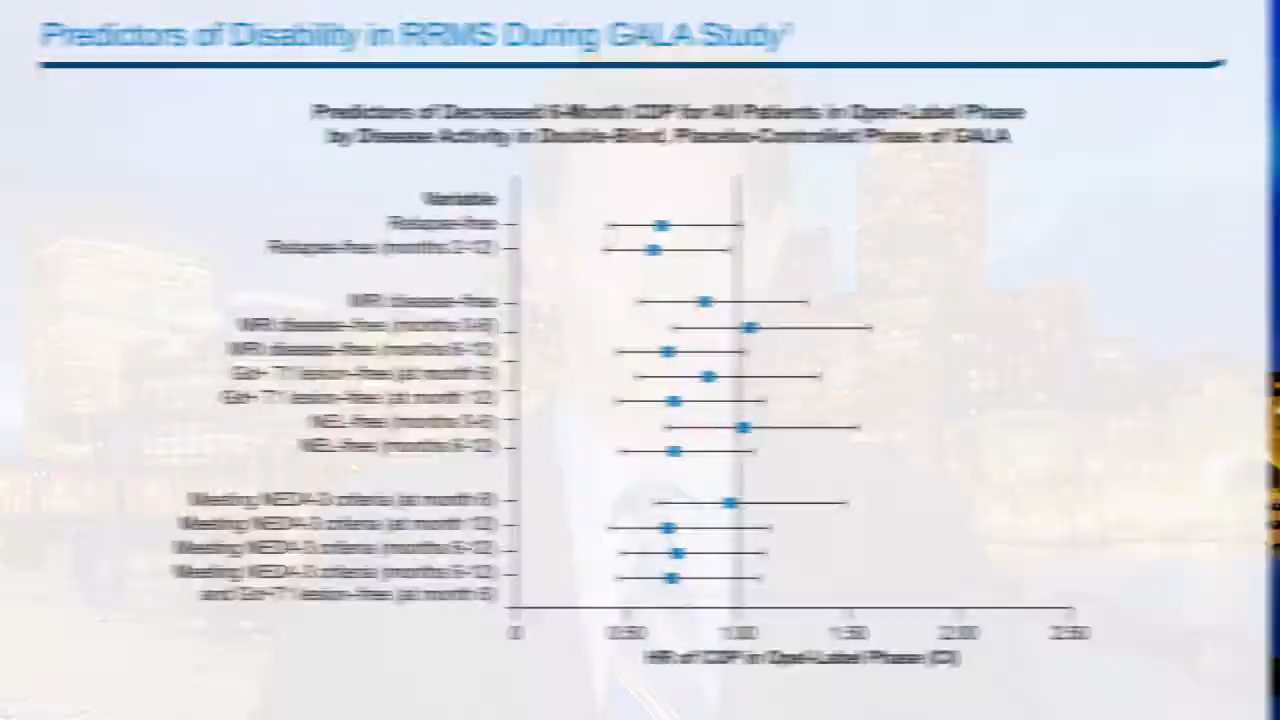 Predictors of Disability in RRMS During GALA Study
Predictors of Decreased 6-Month CDP for All Patients in Open-Label Phase
by Disease Activity in Double-Blind, Placebo-Controlled Phase of GALA
Variable
Relapse-free
Relapse-free (months 2-12)
MRI disease-free
MRI disease-free (months
MRI disease-free (months 6-12)
Gd+ T1 lesion-free (at month 6)
Gd+ T1 lesion-free (at month 12)
NEL-free (months
NEL-free (months 6-12)
Meeting NEDA-3 criteria (at month 6)
Meeting NEDA-3 criteria (at month 12)
Meeting NEDA-3 criteria (months 6-12)
Meeting NEDA-3 criteria (months 6-12)
and Gd+ T1 lesion-free (at month 6)
0 0.50 1.00 1.50 2.00 2.50
HR of CDP in Open-Label Phase (CI)